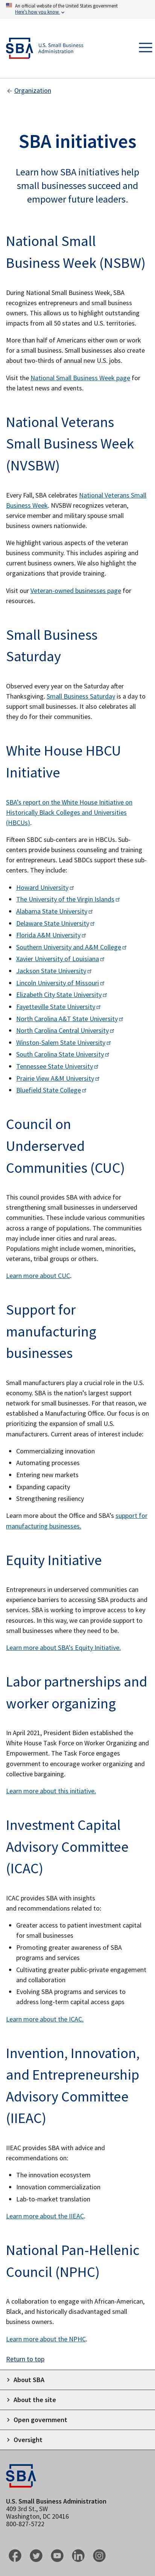 An official website of the United States government
Here's how you know
SBA
U.S. Small Business
Administration
Organization
SBA initiatives
Learn how SBA initiatives help
small businesses succeed and
empower future leaders.
National Small
Business Week (NSBW)
During National Small Business Week, SBA
recognizes entrepreneurs and small business
owners. This allows us to highlight outstanding
impacts from all 50 states and US territories.
More than half of Americans either own or work
for a small business. Small businesses also create
about two-thirds of annual new U.S. jobs.
Visit the National Small Business Week page for
the latest news and events.
National Veterans
Small Business Week
(NVSBW)
Every Fall, SBA celebrates National Veterans Small
Business Week. NVSBW recognizes veteran,
service member and military spouse small
business owners nationwide.
We highlight various aspects of the veteran
business community. This includes aspiring and
current business owners. We also highlight the
organizations that provide training.
Visit our Veteran-owned businesses page for
resources.
Small Business
Saturday
Observed every year on the Saturday after
Thanksgiving. Small Business Saturday is a day to
support small businesses. It also celebrates all
they do for their communities.
White House HBCU
Initiative
SBA's report on the White House Initiative on
Historically Black Colleges and Universities
(HBCUs).
Fifteen SBDC sub-centers are in HBCUs. Sub-
centers provide counseling and training for new
entrepreneurs. Lead SBDCs support these sub-
centers. They include:
Howard University
The University of the Virgin Islands
Alabama State University
Delaware State University
Florida A&M University
Southern University and A&M College
Xavier University of Louisiana
Jackson State University
Lincoln University of Missouri
Elizabeth City State University
Fayetteville State University
North Carolina A&T State University
North Carolina Central University
Winston-Salem State University
South Carolina State University
Tennessee State University
Prairie View A&M University
Bluefield State College
Council on
Underserved
Communities (CUC)
This council provides SBA with advice for
strengthening small businesses in underserved
communities. Those include various communities
across a range of populations. The communities
may include inner cities and rural areas.
Populations might include women, minorities,
veterans, tribal groups or others.
Learn more about CUC.
Support for
manufacturing
businesses
Small manufacturers play a crucial role in the U.S.
economy. SBA is the nation's largest support
network for small business. For that reason, we
established a Manufacturing Office. Our focus is on
the promotion and expansion of small U.S.
manufacturers. Current areas of interest include:
Commercializing innovation
Automating processes
Entering new markets
Expanding capacity
Strengthening resiliency
Learn more about the Office and SBA's support for
manufacturing businesses.
Equity Initiative
Entrepreneurs in underserved communities can
experience barriers to accessing SBA products and
services. SBA is working to improve access to key
resources for small businesses. With that in mind,
you can access products and services to support
small businesses where they need to be.
Learn more about SBA's Equity Initiative.
Labor partnerships and
worker organizing
In April 2021, President Biden established the
White House Task Force on Worker Organizing and
Empowerment. The Task Force engages
government to encourage worker organizing and
collective bargaining.
Learn more about this initiative.
Investment Capital
Advisory Committee
(ICAC)
ICAC provides SBA with insights
and recommendations related to:
Greater access to patient investment capital
for small businesses
Promoting greater awareness of SBA
programs and services
Cultivating greater public-private engagement
and collaboration
Evolving SBA programs and services to
address long-term capital access gaps
Learn more about the ICAC.
Invention, Innovation,
and Entrepreneurship
Advisory Committee
(IIEAC)
IIEAC provides SBA with advice and
recommendations on:
The innovation ecosystem
Innovation commercialization
Lab-to-market translation
Learn more about the IIEAC.
National Pan-Hellenic
Council (NPHC)
A collaboration to engage with African-American,
Black, and historically disadvantaged small
business owners.
Learn more about the NPHC.
Return to top
About SBA
About the site
Open government
Oversight
SBA
U.S. Small Business Administration
409 3rd St., SW
Washington, DC 20416
800-827-5722